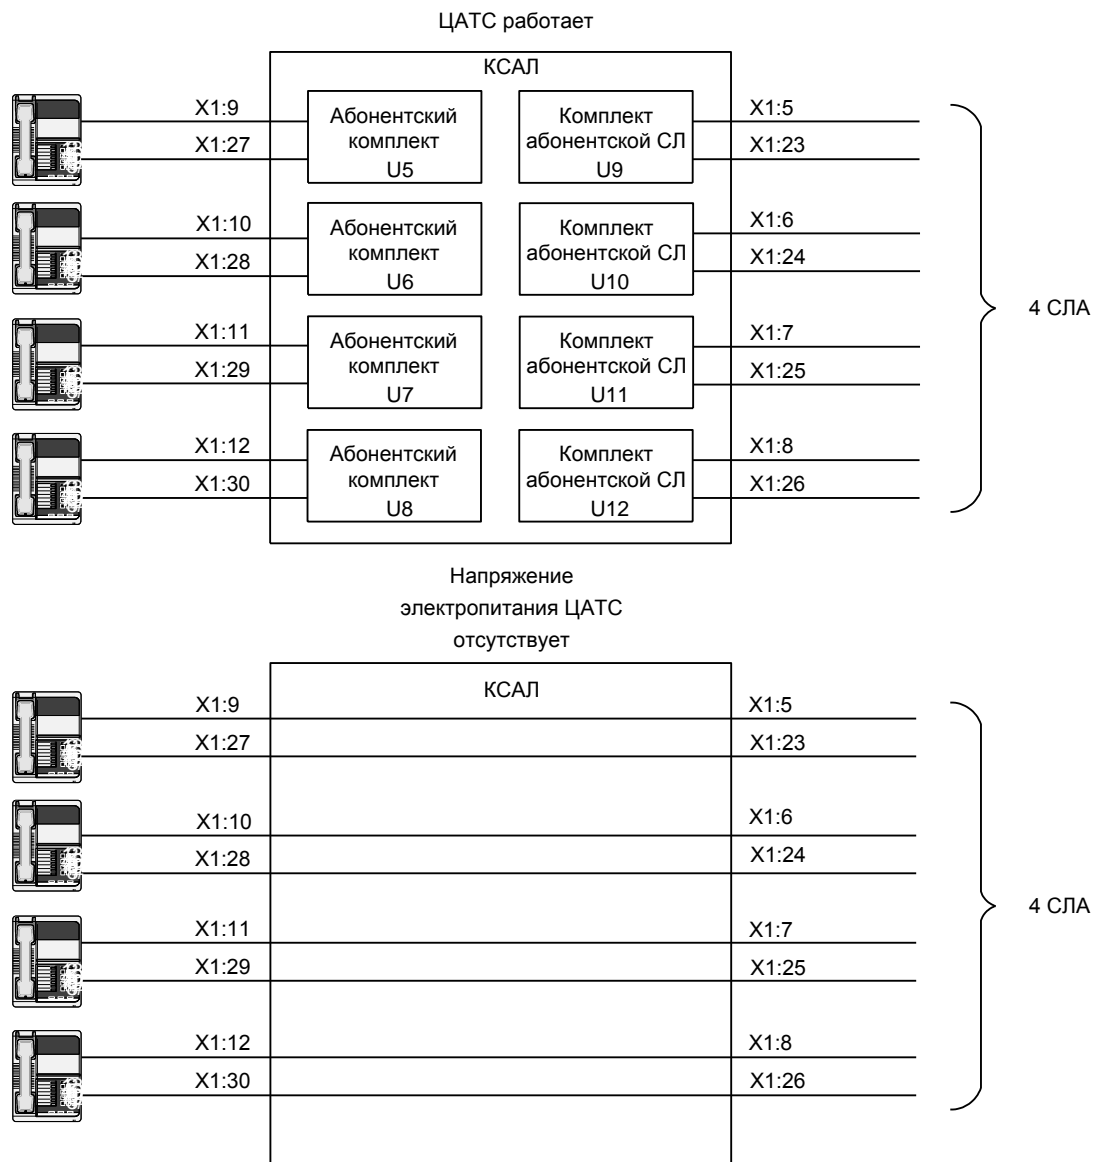 ЦАТС работает
КСАЛ
X1:9
X1:27
Абонентский
комплект
U5
Комплект
абонентской СЛ
U9
X1:5
X1:23
X1:10
X1:28
Абонентский
комплект
U6
Комплект
абонентской СЛ
U10
X1:6
X1:24
4 СЛА
X1:11
X1:29
Абонентский
комплект
U7
Комплект
абонентской СЛ
U11
X1:7
X1:25
X1:12
X1:30
Абонентский
комплект
U8
Комплект
абонентской СЛ
U12
X1:8
X1:26
Напряжение
электропитания ЦАТС
отсутствует
КСАЛ
X1:9
X1:27
X1:5
X1:23
X1:10
X1:28
X1:6
X1:24
4 СЛА
X1:11
X1:29
X1:7
X1:25
X1:12
X1:30
X1:8
X1:26